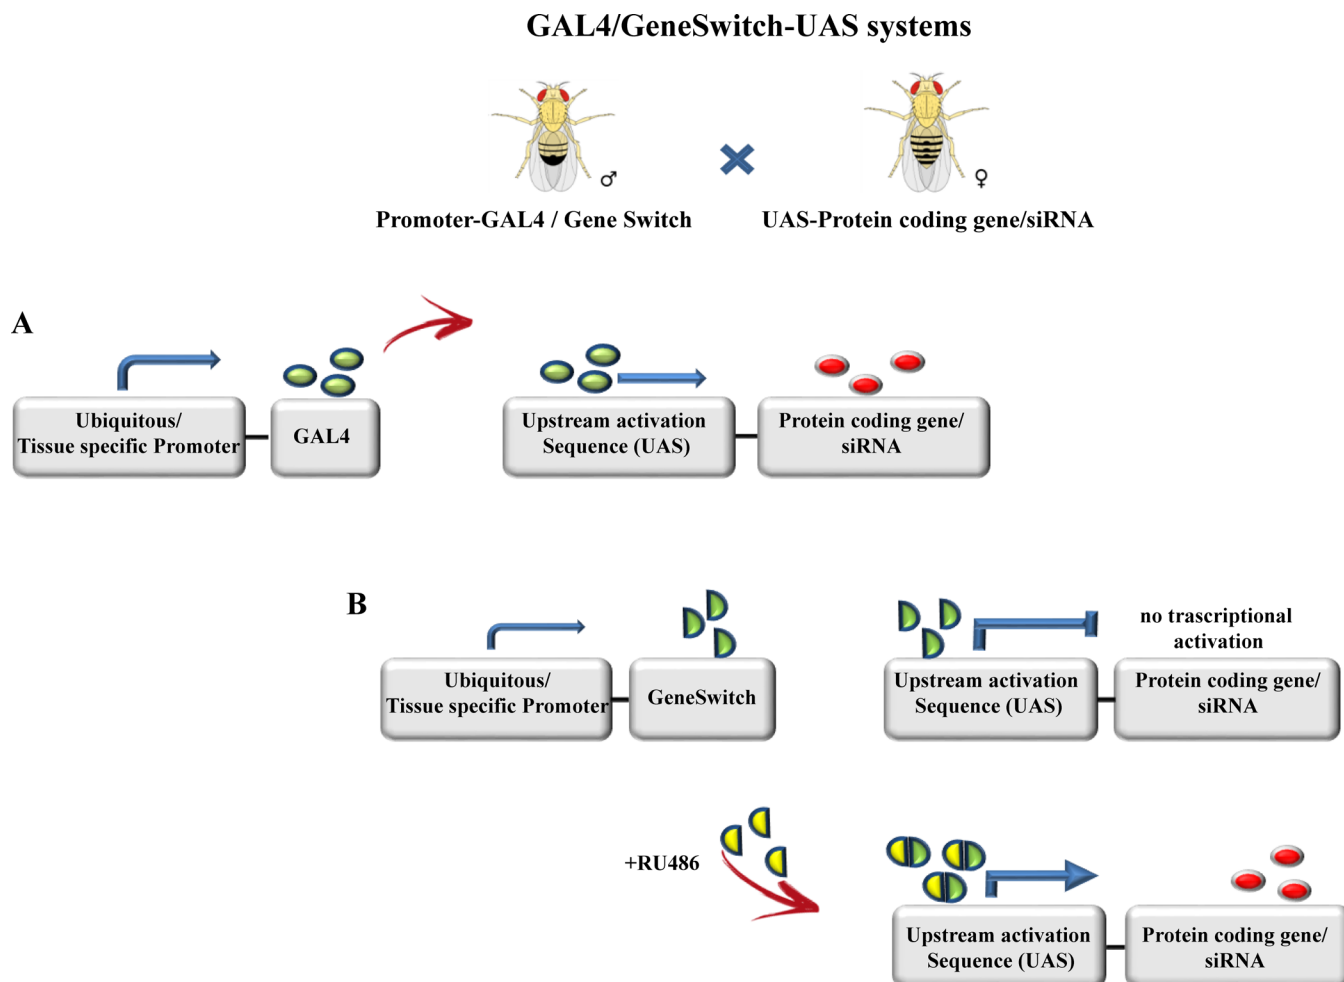 GAL4/GeneSwitch-UAS systems
♂
♀
Promoter-GAL4 / Gene Switch
UAS-Protein coding gene/siRNA
A
Ubiquitous/
Tissue specific Promoter
GAL4
Upstream activation
Sequence (UAS)
Protein coding gene/
siRNA
B
Ubiquitous/
Tissue specific Promoter
GeneSwitch
no trascriptional
activation
Upstream activation
Sequence (UAS)
Protein coding gene/
siRNA
+RU486
Upstream activation
Sequence (UAS)
Protein coding gene/
siRNA